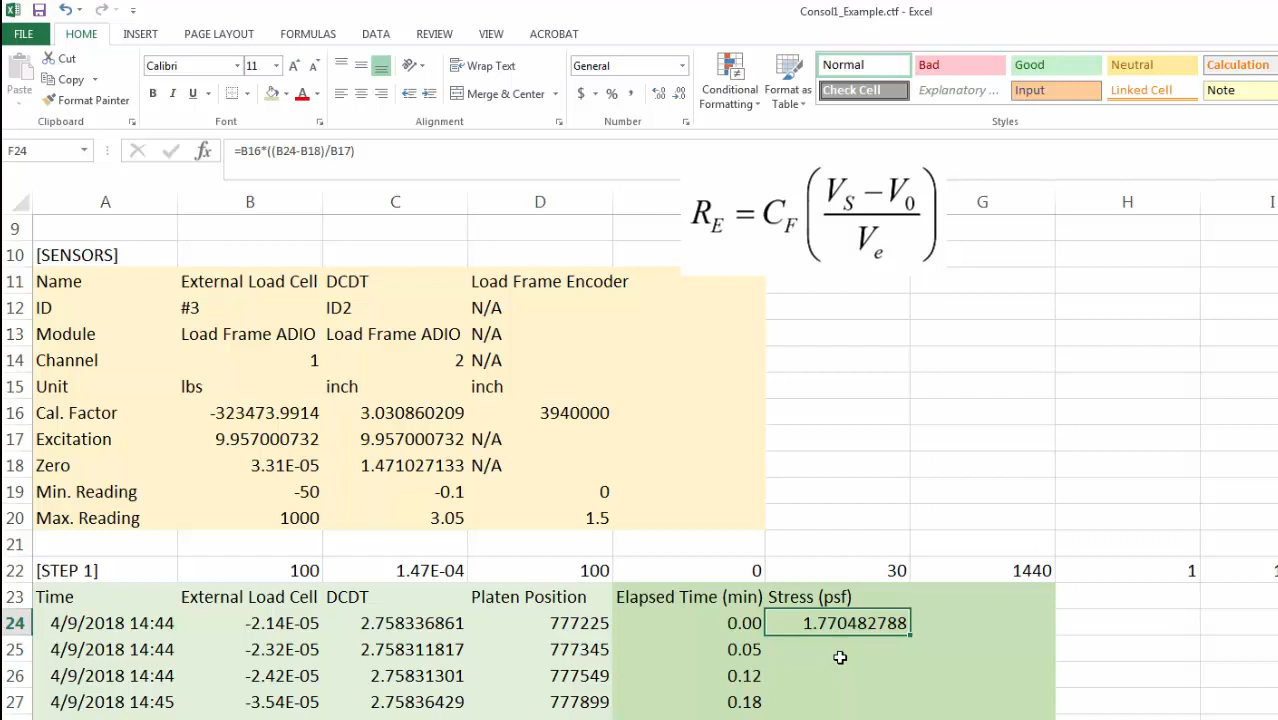 Consol1_Example.ctf - Excel
FILE HOME INSERT PAGE LAYOUT FORMULAS DATA REVIEW VIEW ACROBAT
Paste
Cut
Copy
Format Painter
Calibri 11
B I U A
Wrap Text
Merge & Center
General
$ % ,
Conditional Formatting
Format as Table
Normal Bad Good Neutral Calculation
Check Cell Explanatory ... Input Linked Cell Note
Clipboard Font Alignment Number Styles
F24 fx =B16*((B24-B18)/B17)
A B C D G H I
R_E = C_F ( (V_S − V_0) / V_e )
9
10 [SENSORS]
11 Name External Load Cell DCDT Load Frame Encoder
12 ID #3 ID2 N/A
13 Module Load Frame ADIO Load Frame ADIO N/A
14 Channel 1 2 N/A
15 Unit lbs inch inch
16 Cal. Factor -323473.9914 3.030860209 3940000
17 Excitation 9.957000732 9.957000732 N/A
18 Zero 3.31E-05 1.471027133 N/A
19 Min. Reading -50 -0.1 0
20 Max. Reading 1000 3.05 1.5
21
22 [STEP 1] 100 1.47E-04 100 0 30 1440 1
23 Time External Load Cell DCDT Platen Position Elapsed Time (min) Stress (psf)
24 4/9/2018 14:44 -2.14E-05 2.758336861 777225 0.00 1.770482788
25 4/9/2018 14:44 -2.32E-05 2.758311817 777345 0.05
26 4/9/2018 14:44 -2.42E-05 2.75831301 777549 0.12
27 4/9/2018 14:45 -3.54E-05 2.75836429 777899 0.18